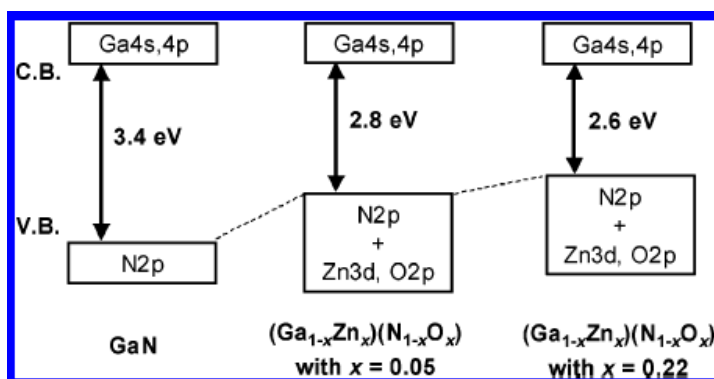 Ga4s,4p
Ga4s,4p
Ga4s,4p
C.B.
3.4 eV
2.8 eV
2.6 eV
V.B.
N2p
N2p
+
Zn3d, O2p
N2p
+
Zn3d, O2p
GaN
(Ga₁₋ₓZnₓ)(N₁₋ₓOₓ)
with x = 0.05
(Ga₁₋ₓZnₓ)(N₁₋ₓOₓ)
with x = 0.22